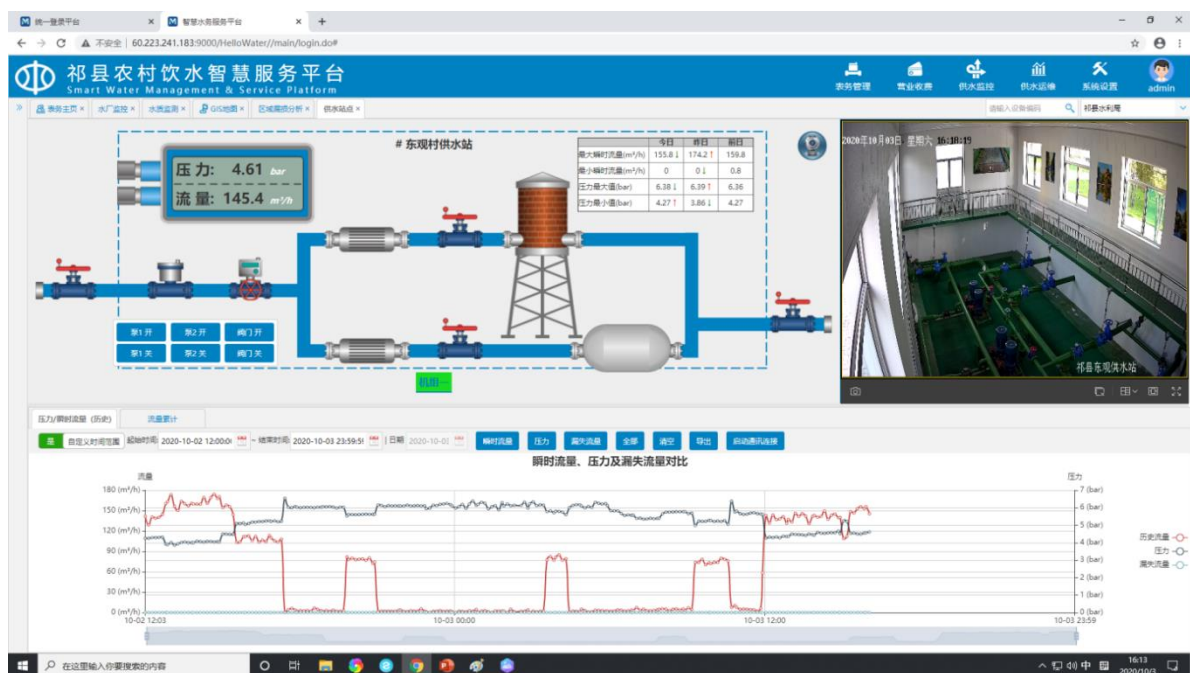 统一登录平台
智慧水务服务平台
不安全 | 60.223.241.183:9000/HelloWater//main/login.do#
祁县农村饮水智慧服务平台
Smart Water Management & Service Platform
表务管理 营业收费 供水监控 供水运维 系统设置 admin
表务主页 × 水厂监控 × 水质监测 × GIS地图 × 区域漏损分析 × 供水站点 ×
请输入设备编码 祁县水利局
# 东观村供水站
压力: 4.61 bar
流量: 145.4 m³/h
今日 昨日 前日
最大瞬时流量(m³/h) 155.8↓ 174.2↑ 159.8
最小瞬时流量(m³/h) 0 0↓ 0.8
压力最大值(bar) 6.38↓ 6.39↑ 6.36
压力最小值(bar) 4.27↑ 3.86↓ 4.27
2020年10月03日 星期六 16:18:19
祁县东观供水站
泵1开 泵2开 阀门开
泵1关 泵2关 阀门关
机组一
压力/瞬时流量 (历史) 流量累计
是 自定义时间范围 起始时间: 2020-10-02 12:00:0 ~ 结束时间: 2020-10-03 23:59:5 | 日期 2020-10-0
瞬时流量 压力 漏失流量 全部 清空 导出 启动通讯连接
瞬时流量、压力及漏失流量对比
流量 压力
180 (m³/h) 7 (bar)
150 (m³/h) 6 (bar)
120 (m³/h) 5 (bar)
90 (m³/h) 4 (bar)
60 (m³/h) 3 (bar)
30 (m³/h) 2 (bar)
0 (m³/h) 1 (bar)
0 (bar)
历史流量
压力
漏失流量
10-02 12:03 10-03 00:00 10-03 12:00 10-03 23:59
在这里输入你要搜索的内容
中
16:13
2020/10/3